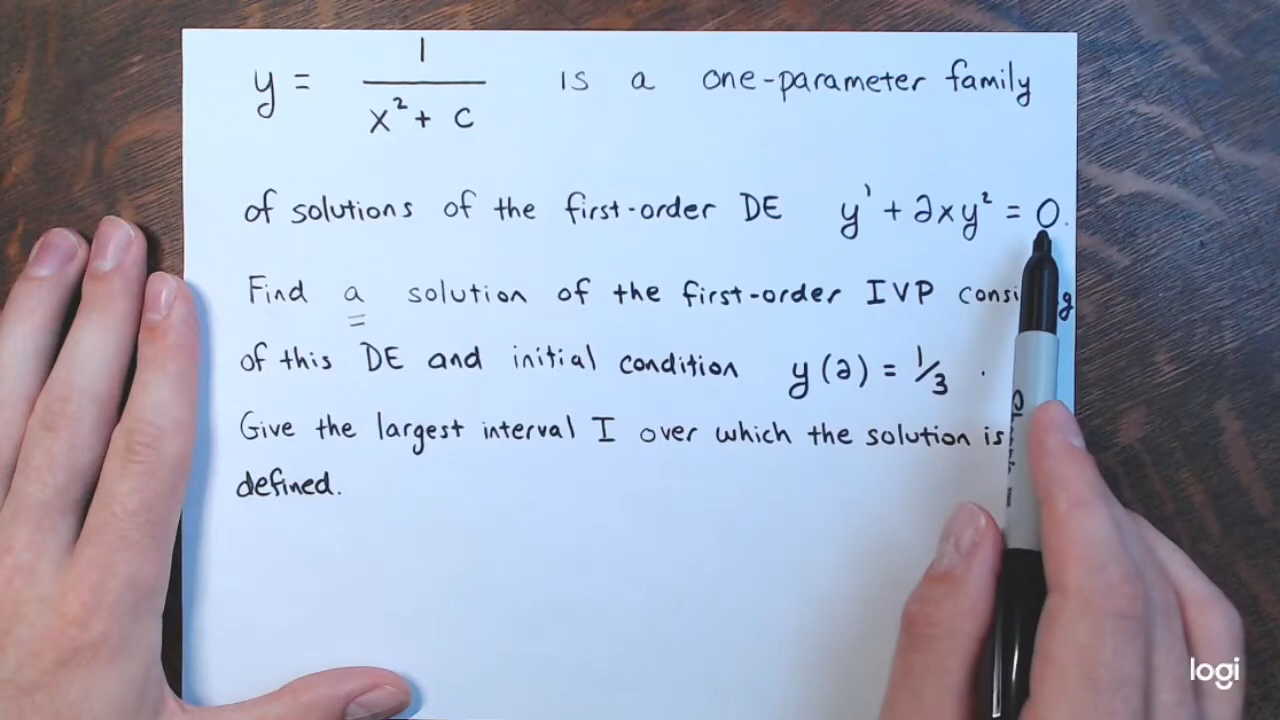 y = 1/(x² + c) is a one-parameter family
of solutions of the first-order DE y' + 2xy² = 0.
Find a solution of the first-order IVP
of this DE and initial condition y(2) = 1/3.
Give the largest interval I over which the solution is
defined.
logi